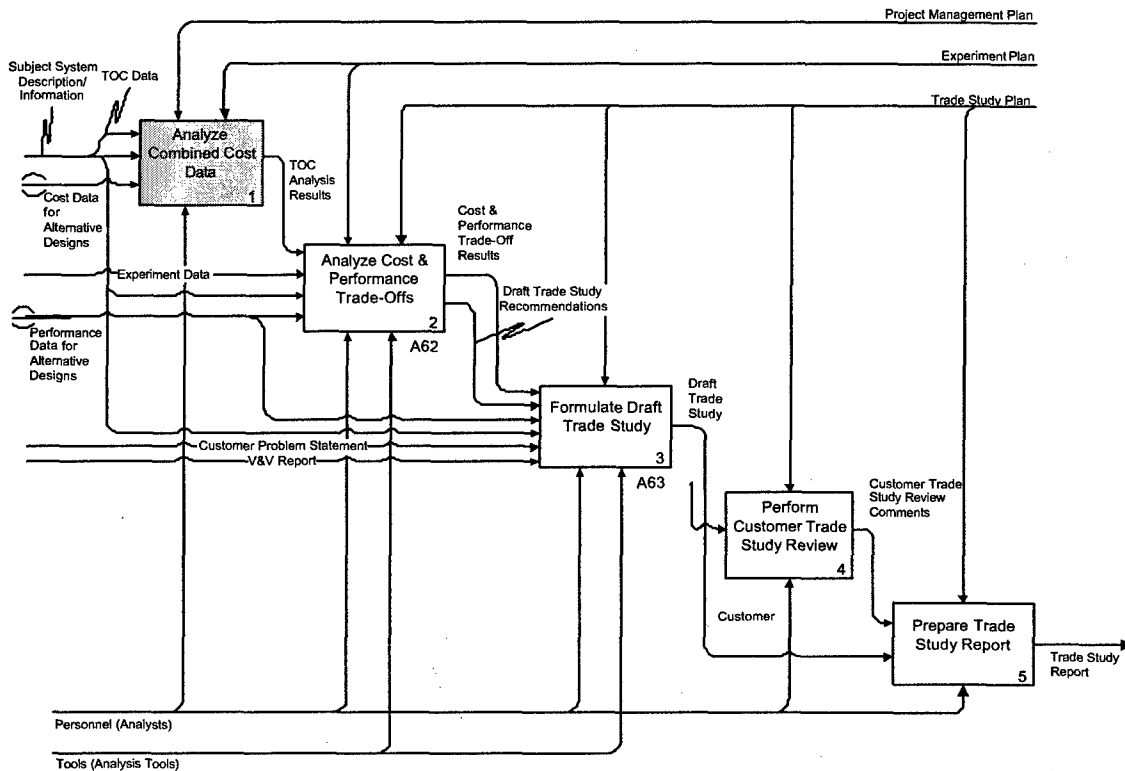 Project Management Plan
Experiment Plan
Trade Study Plan
Subject System
Description/
Information
TOC Data
Analyze
Combined Cost
Data
1
TOC
Analysis
Results
Cost Data
for
Alternative
Designs
Cost &
Performance
Trade-Off
Results
Analyze Cost &
Performance
Trade-Offs
2
A62
Experiment Data
Draft Trade Study
Recommendations
Performance
Data for
Alternative
Designs
Formulate Draft
Trade Study
3
A63
Draft
Trade
Study
Customer Problem Statement
V&V Report
Perform
Customer Trade
Study Review
4
Customer Trade
Study Review
Comments
Customer
Prepare Trade
Study Report
5
Trade Study
Report
Personnel (Analysts)
Tools (Analysis Tools)